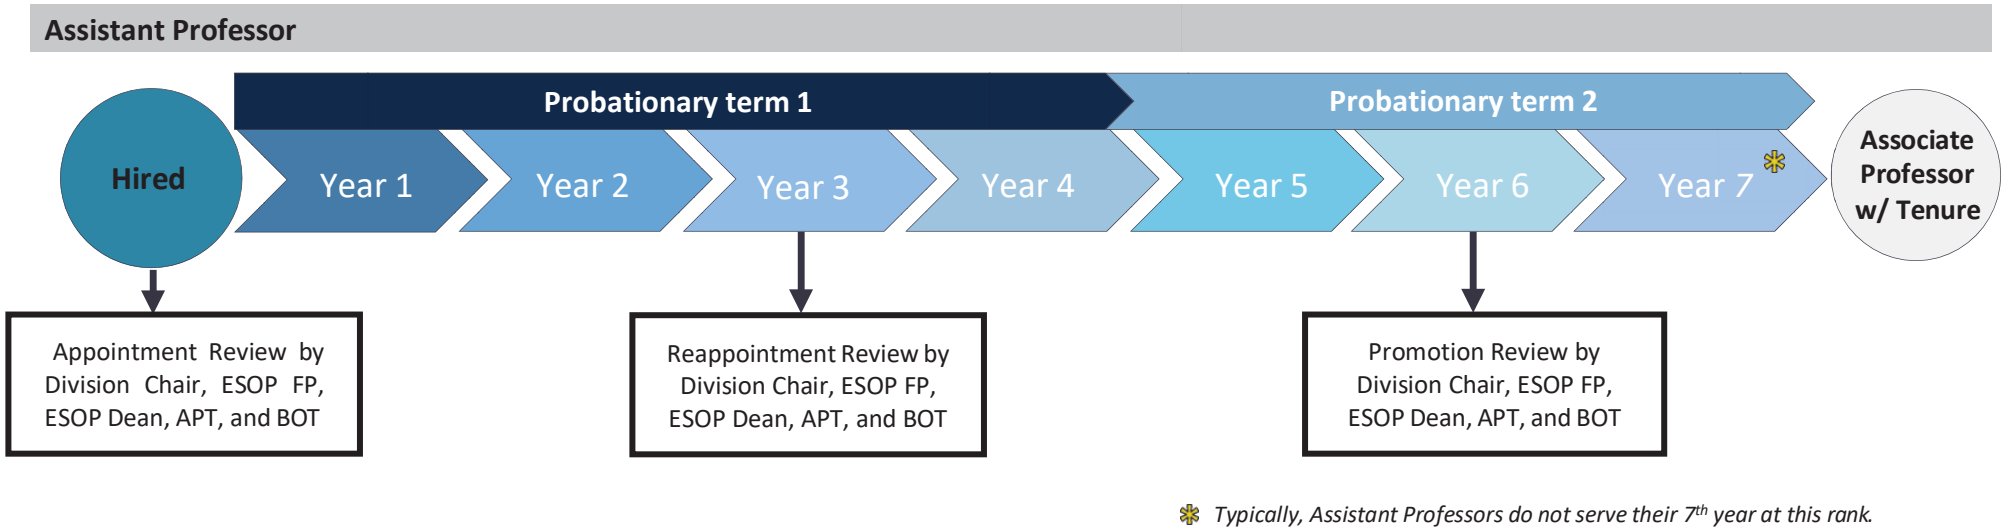 Assistant Professor
Probationary term 1
Probationary term 2
Hired
Year 1
Year 2
Year 3
Year 4
Year 5
Year 6
Year 7 *
Associate
Professor
w/ Tenure
Appointment Review by
Division Chair, ESOP FP,
ESOP Dean, APT, and BOT
Reappointment Review by
Division Chair, ESOP FP,
ESOP Dean, APT, and BOT
Promotion Review by
Division Chair, ESOP FP,
ESOP Dean, APT, and BOT
* Typically, Assistant Professors do not serve their 7th year at this rank.